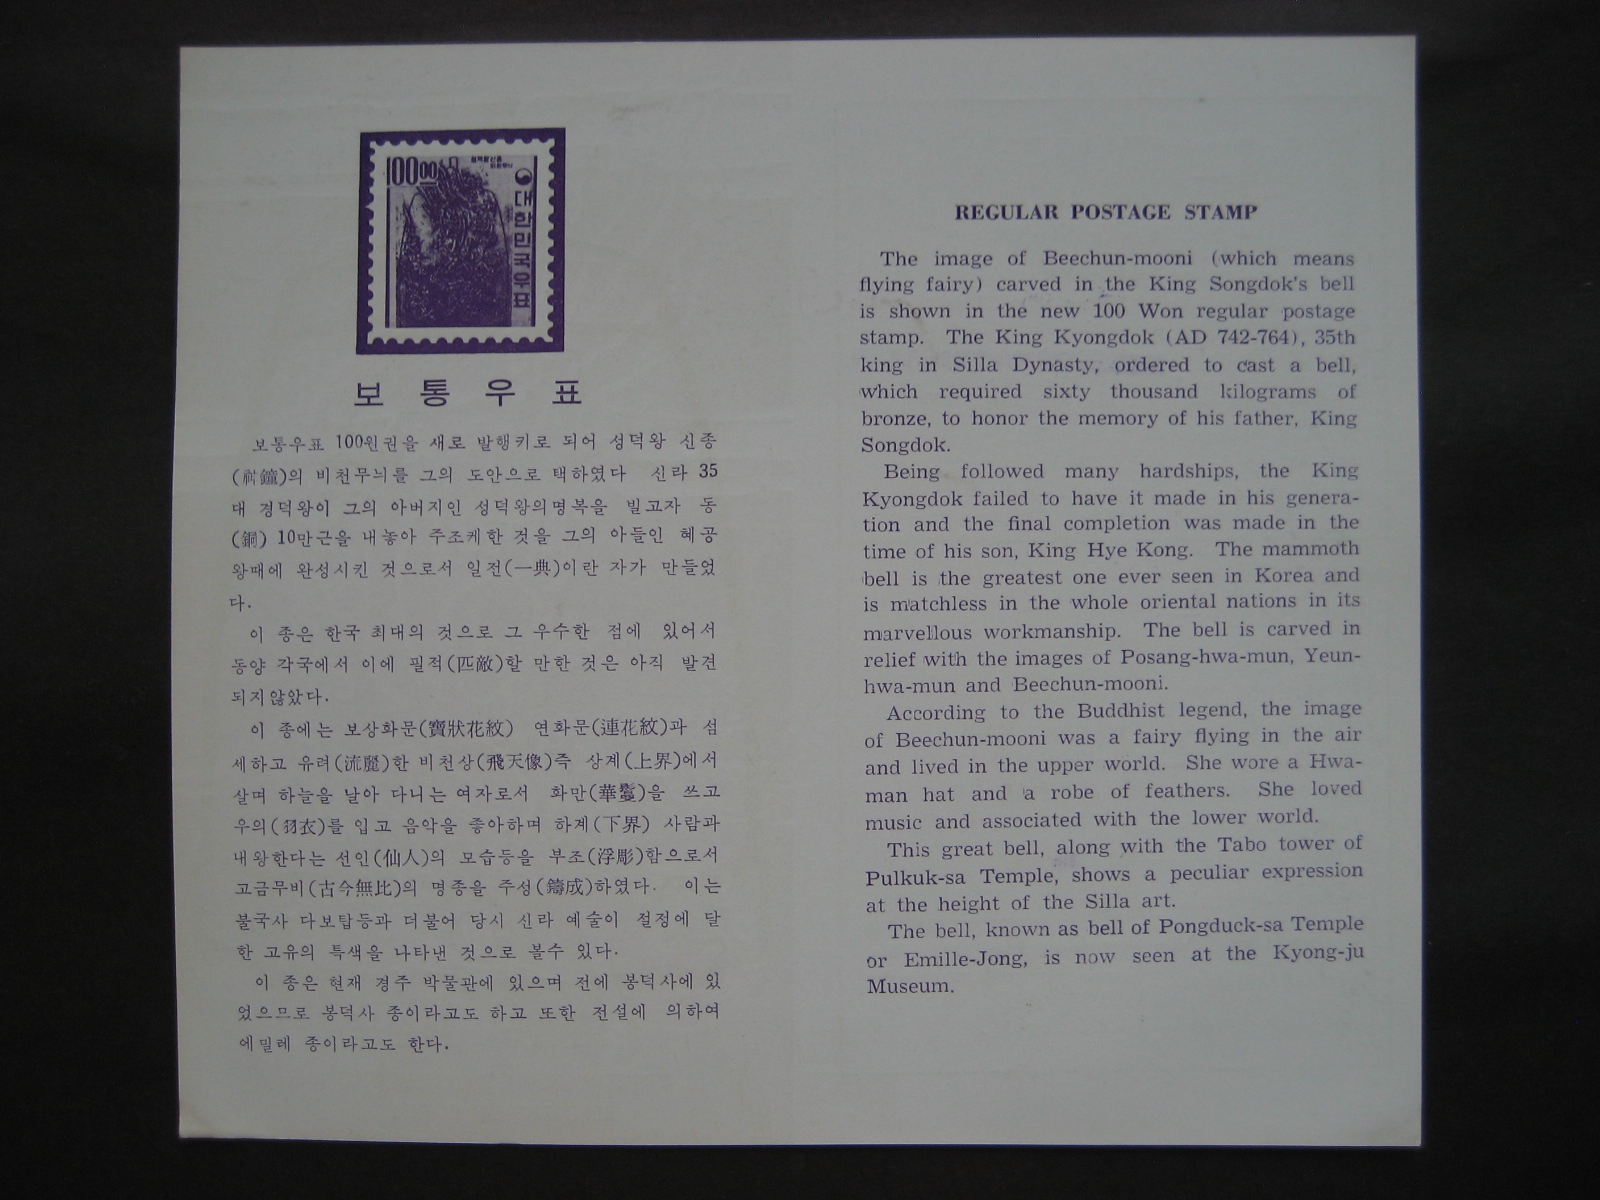 100.00
대한민국우표
보통우표
보통우표 100원권을 새로 발행키로 되어 성덕왕 신종
(神鐘)의 비천무늬를 그의 도안으로 택하였다 신라 35
대 경덕왕이 그의 아버지인 성덕왕의명복을 빌고자 동
(銅) 10만근을 내놓아 주조케한 것을 그의 아들인 혜공
왕때에 완성시킨 것으로서 일전(一典)이란 자가 만들었
다.
이 종은 한국 최대의 것으로 그 우수한 점에 있어서
동양 각국에서 이에 필적(匹敵)할 만한 것은 아직 발견
되지않았다.
이 종에는 보상화문(寶狀花紋) 연화문(連花紋)과 섬
세하고 유려(流麗)한 비천상(飛天像)즉 상계(上界)에서
살며 하늘을 날아 다니는 여자로서 화만(華鬘)을 쓰고
우의(羽衣)를 입고 음악을 좋아하며 하계(下界) 사람과
내왕한다는 선인(仙人)의 모습등을 부조(浮彫)함으로서
고금무비(古今無比)의 명종을 주성(鑄成)하였다. 이는
불국사 다보탑등과 더불어 당시 신라 예술이 절정에 달
한 고유의 특색을 나타낸 것으로 볼수 있다.
이 종은 현재 경주 박물관에 있으며 전에 봉덕사에 있
었으므로 봉덕사 종이라고도 하고 또한 전설에 의하여
에밀레 종이라고도 한다.
REGULAR POSTAGE STAMP
The image of Beechun-mooni (which means
flying fairy) carved in the King Songdok's bell
is shown in the new 100 Won regular postage
stamp. The King Kyongdok (AD 742-764), 35th
king in Silla Dynasty, ordered to cast a bell,
which required sixty thousand kilograms of
bronze, to honor the memory of his father, King
Songdok.
Being followed many hardships, the King
Kyongdok failed to have it made in his genera-
tion and the final completion was made in the
time of his son, King Hye Kong. The mammoth
bell is the greatest one ever seen in Korea and
is matchless in the whole oriental nations in its
marvellous workmanship. The bell is carved in
relief with the images of Posang-hwa-mun, Yeun-
hwa-mun and Beechun-mooni.
According to the Buddhist legend, the image
of Beechun-mooni was a fairy flying in the air
and lived in the upper world. She wore a Hwa-
man hat and a robe of feathers. She loved
music and associated with the lower world.
This great bell, along with the Tabo tower of
Pulkuk-sa Temple, shows a peculiar expression
at the height of the Silla art.
The bell, known as bell of Pongduck-sa Temple
or Emille-Jong, is now seen at the Kyong-ju
Museum.